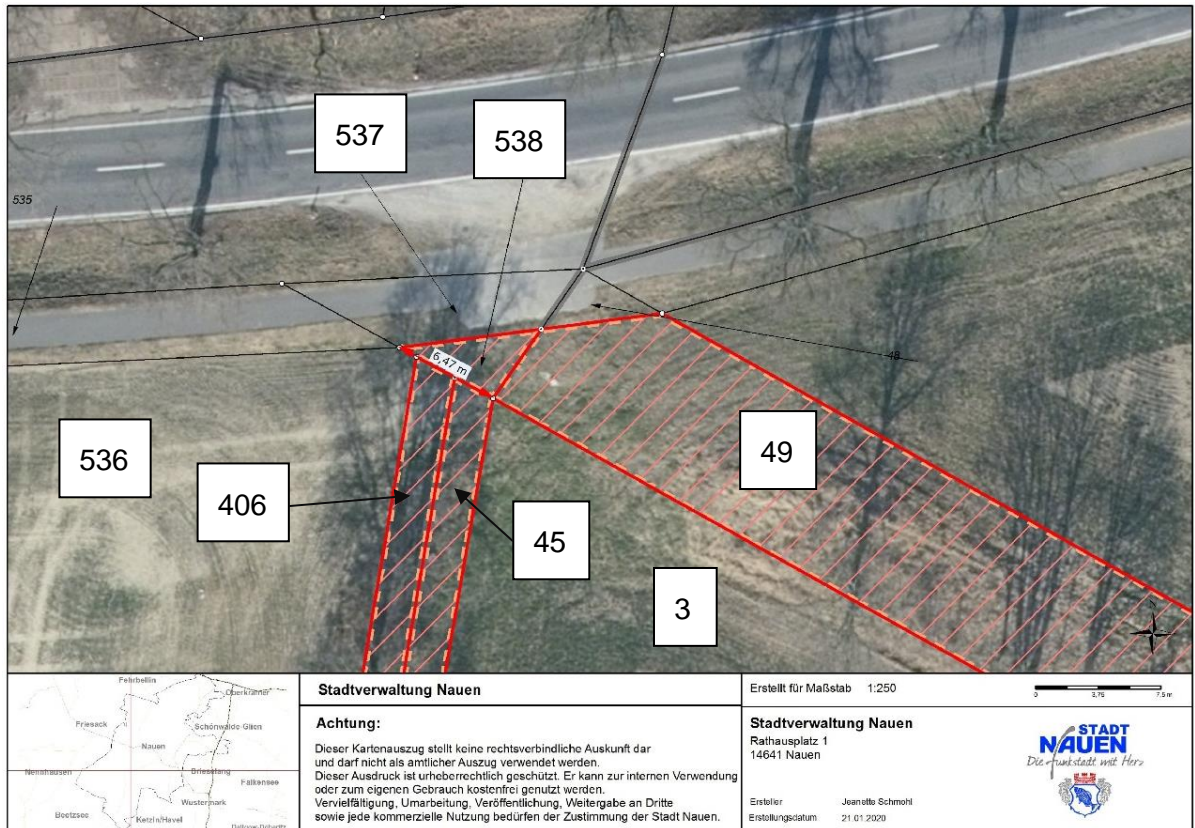 537
538
535
6,47 m
48
536
49
406
45
3
Fehrbellin
Oberkrämer
Friesack
Schönwalde-Glien
Nauen
Brieselang
Falkensee
Wustermark
Beetzsee
Ketzin/Havel
Stadtverwaltung Nauen
Achtung:
Dieser Kartenauszug stellt keine rechtsverbindliche Auskunft dar
und darf nicht als amtlicher Auszug verwendet werden.
Dieser Ausdruck ist urheberrechtlich geschützt. Er kann zur internen Verwendung
oder zum eigenen Gebrauch kostenfrei genutzt werden.
Vervielfältigung, Umarbeitung, Veröffentlichung, Weitergabe an Dritte
sowie jede kommerzielle Nutzung bedürfen der Zustimmung der Stadt Nauen.
Erstellt für Maßstab 1:250
0 3,75 7,5 m
Stadtverwaltung Nauen
Rathausplatz 1
14641 Nauen
Ersteller Jeanette Schmohl
Erstellungsdatum 21.01.2020
STADT
NAUEN
Die Funkstadt mit Herz